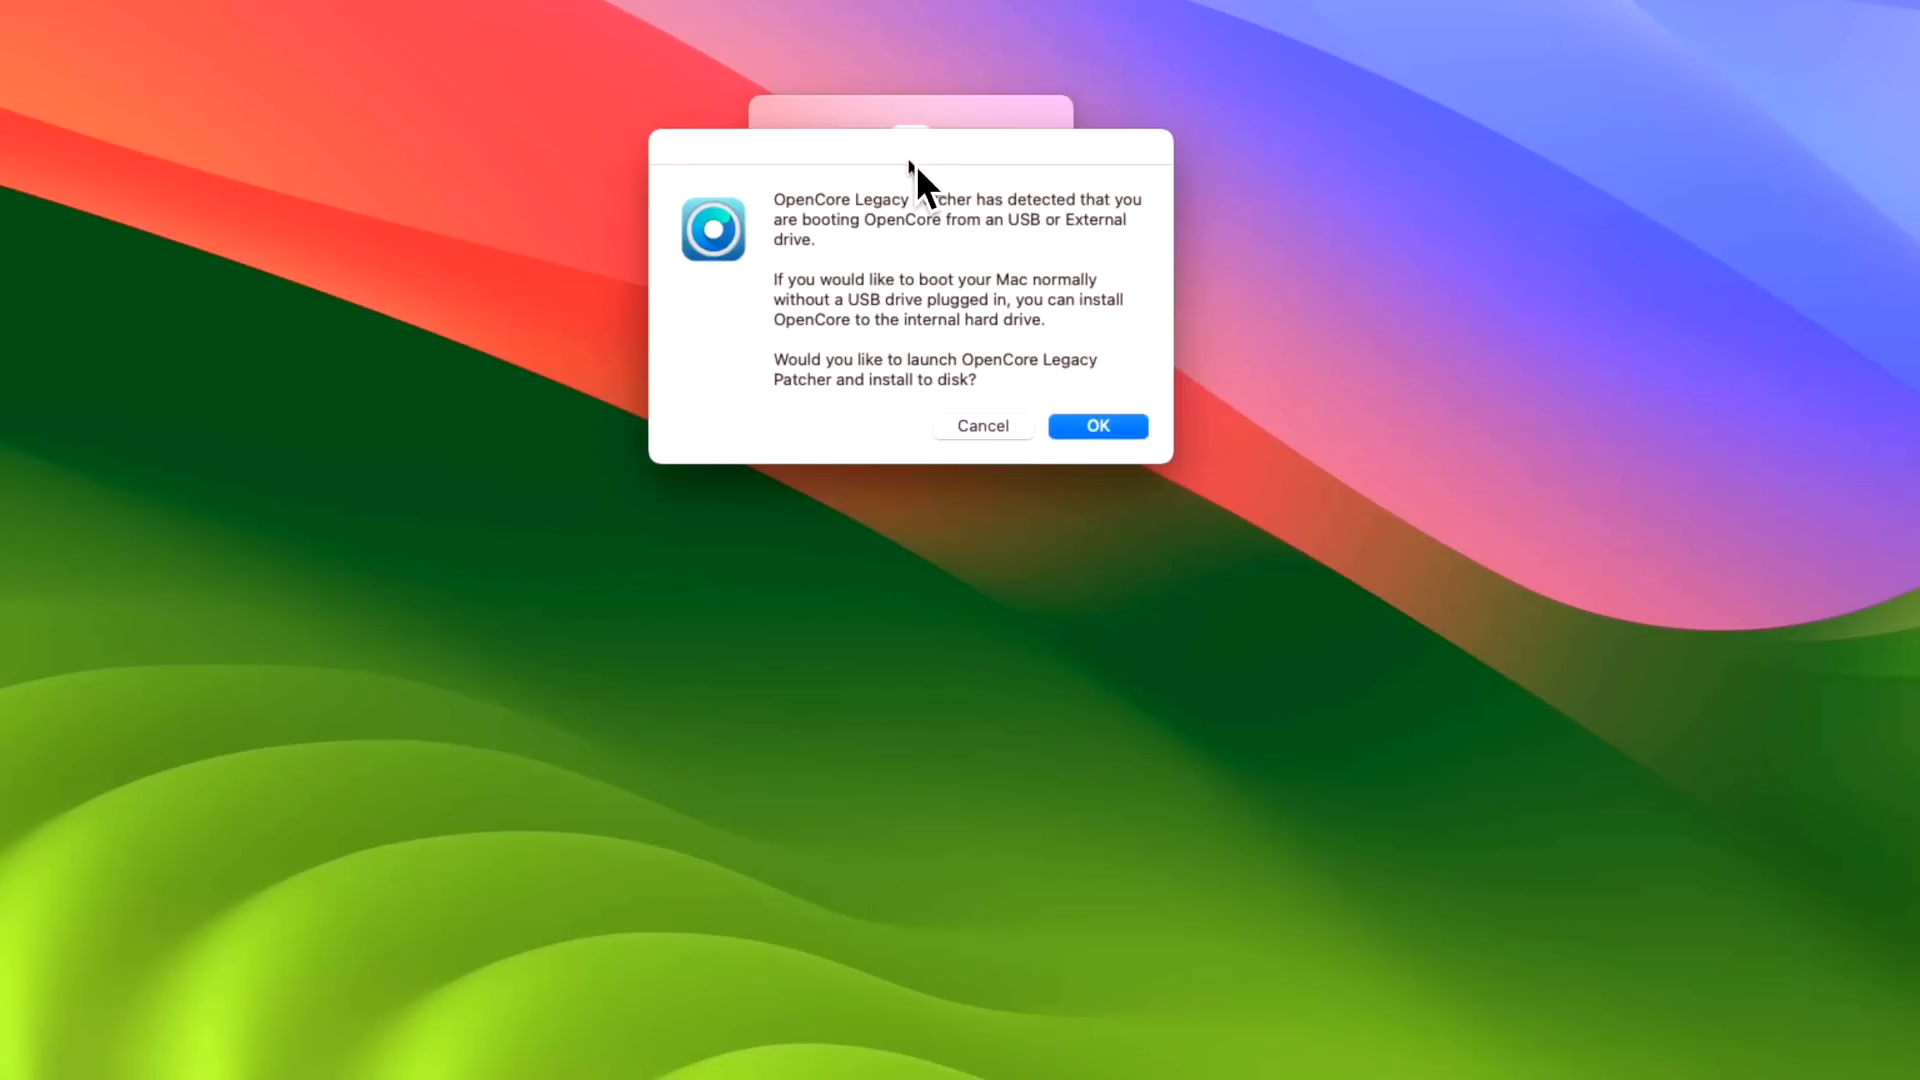 OpenCore Legacy cher has detected that you
are booting OpenCore from an USB or External
drive.
If you would like to boot your Mac normally
without a USB drive plugged in, you can install
OpenCore to the internal hard drive.
Would you like to launch OpenCore Legacy
Patcher and install to disk?
Cancel
OK